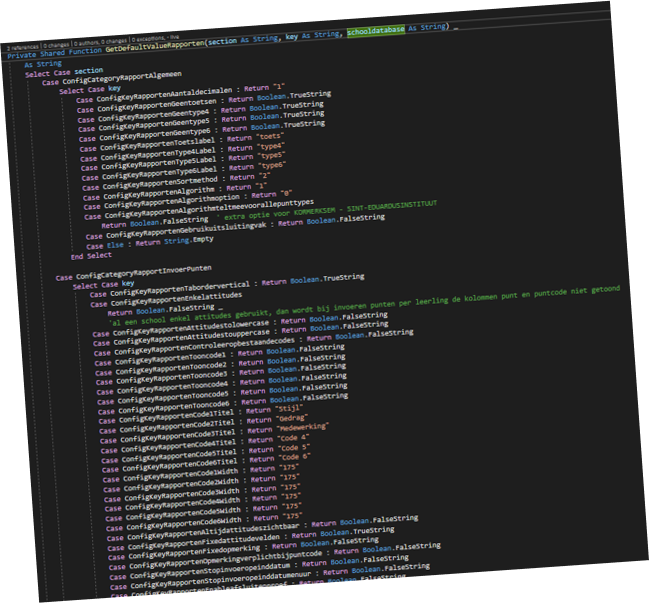 3 references | 0 changes | 0 authors, 0 changes | 0 exceptions, - live
Private Shared Function GetDefaultValueRapporten(section As String, key As String, schooldatabase As String) _
As String
Select Case section
Case ConfigCategoryRapportAlgemeen
Select Case key
Case ConfigKeyRapportenAantaldecimalen : Return "1"
Case ConfigKeyRapportenGeentoetsen : Return Boolean.TrueString
Case ConfigKeyRapportenGeentype4 : Return Boolean.TrueString
Case ConfigKeyRapportenGeentype5 : Return Boolean.TrueString
Case ConfigKeyRapportenGeentype6 : Return Boolean.TrueString
Case ConfigKeyRapportenToetslabel : Return "toets"
Case ConfigKeyRapportenType4Label : Return "type4"
Case ConfigKeyRapportenType5Label : Return "type5"
Case ConfigKeyRapportenType6Label : Return "type6"
Case ConfigKeyRapportenSortmethod : Return "2"
Case ConfigKeyRapportenAlgorithm : Return "1"
Case ConfigKeyRapportenAlgorithmoption : Return "0"
Case ConfigKeyRapportenAlgorithmteltmeevoorallepunttypes
Return Boolean.FalseString ' extra optie voor KORMERKSEM - SINT-EDUARDUSINSTITUUT
Case ConfigKeyRapportenGebruikuitsluitingvak : Return Boolean.FalseString
Case Else : Return String.Empty
End Select
Case ConfigCategoryRapportInvoerPunten
Select Case key
Case ConfigKeyRapportenTabordervertical : Return Boolean.TrueString
Case ConfigKeyRapportenEnkelattitudes
Return Boolean.FalseString _
'al een school enkel attitudes gebruikt, dan wordt bij invoeren punten per leerling de kolommen punt en puntcode niet getoond
Case ConfigKeyRapportenAttitudestolowercase : Return Boolean.FalseString
Case ConfigKeyRapportenAttitudestouppercase : Return Boolean.FalseString
Case ConfigKeyRapportenControleeropbestaandecodes : Return Boolean.FalseString
Case ConfigKeyRapportenTooncode1 : Return Boolean.FalseString
Case ConfigKeyRapportenTooncode2 : Return Boolean.FalseString
Case ConfigKeyRapportenTooncode3 : Return Boolean.FalseString
Case ConfigKeyRapportenTooncode4 : Return Boolean.FalseString
Case ConfigKeyRapportenTooncode5 : Return Boolean.FalseString
Case ConfigKeyRapportenTooncode6 : Return Boolean.FalseString
Case ConfigKeyRapportenCode1Titel : Return "Stijl"
Case ConfigKeyRapportenCode2Titel : Return "Gedrag"
Case ConfigKeyRapportenCode3Titel : Return "Medewerking"
Case ConfigKeyRapportenCode4Titel : Return "Code 4"
Case ConfigKeyRapportenCode5Titel : Return "Code 5"
Case ConfigKeyRapportenCode6Titel : Return "Code 6"
Case ConfigKeyRapportenCode1Width : Return "175"
Case ConfigKeyRapportenCode2Width : Return "175"
Case ConfigKeyRapportenCode3Width : Return "175"
Case ConfigKeyRapportenCode4Width : Return "175"
Case ConfigKeyRapportenCode5Width : Return "175"
Case ConfigKeyRapportenCode6Width : Return "175"
Case ConfigKeyRapportenAltijdattitudeszichtbaar : Return Boolean.FalseString
Case ConfigKeyRapportenFixedattitudevelden : Return Boolean.TrueString
Case ConfigKeyRapportenFixedopmerking : Return Boolean.FalseString
Case ConfigKeyRapportenOpmerkingverplichtbijpuntcode : Return Boolean.FalseString
Case ConfigKeyRapportenStopinvoeropeinddatum : Return Boolean.FalseString
Case ConfigKeyRapportenStopinvoeropeinddatumenuur : Return Boolean.FalseString
Return Boolean.FalseString